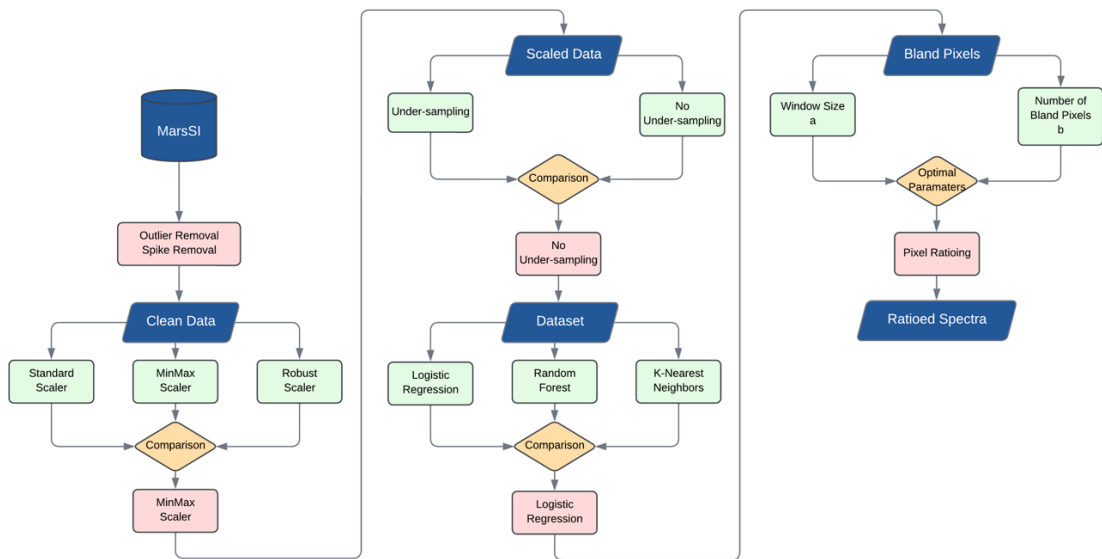 MarsSI
Outlier Removal
Spike Removal
Clean Data
Standard
Scaler
MinMax
Scaler
Robust
Scaler
Comparison
MinMax
Scaler
Scaled Data
Under-sampling
No
Under-sampling
Comparison
No
Under-sampling
Dataset
Logistic
Regression
Random
Forest
K-Nearest
Neighbors
Comparison
Logistic
Regression
Bland Pixels
Window Size
a
Number of
Bland Pixels
b
Optimal
Paramaters
Pixel Ratioing
Ratioed Spectra